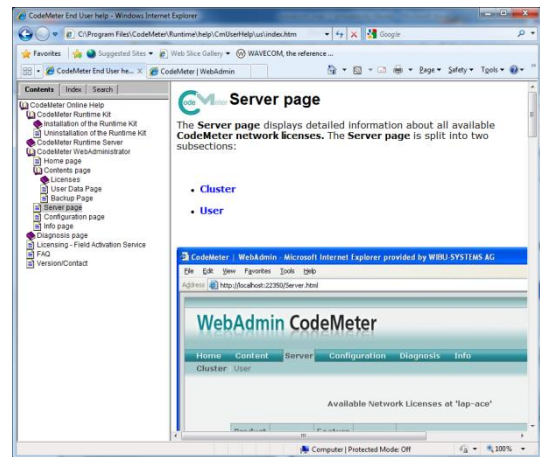 CodeMeter End User help - Windows Internet Explorer
C:\Program Files\CodeMeter\Runtime\help\CmUserHelp\us\index.htm
Google
Favorites Suggested Sites Web Slice Gallery WAVECOM, the reference ...
CodeMeter End User he... X CodeMeter | WebAdmin Page Safety Tools
Contents Index Search
CodeMeter Online Help
CodeMeter Runtime Kit
Installation of the Runtime Kit
Uninstallation of the Runtime Kit
CodeMeter Runtime Server
CodeMeter WebAdministrator
Home page
Contents page
Licenses
User Data Page
Backup Page
Server page
Configuration page
Info page
Diagnosis page
Licensing - Field Activation Service
FAQ
Version/Contact
CodeMeter Server page
The Server page displays detailed information about all available
CodeMeter network licenses. The Server page is split into two
subsections:
• Cluster
• User
CodeMeter | WebAdmin - Microsoft Internet Explorer provided by WIBU-SYSTEMS AG
File Edit View Favorites Tools Help
Address http://localhost:22350/Server.html
WebAdmin CodeMeter
Home Content Server Configuration Diagnosis Info
Cluster User
Available Network Licenses at 'lap-ace'
Product Feature
Computer | Protected Mode: Off 100%